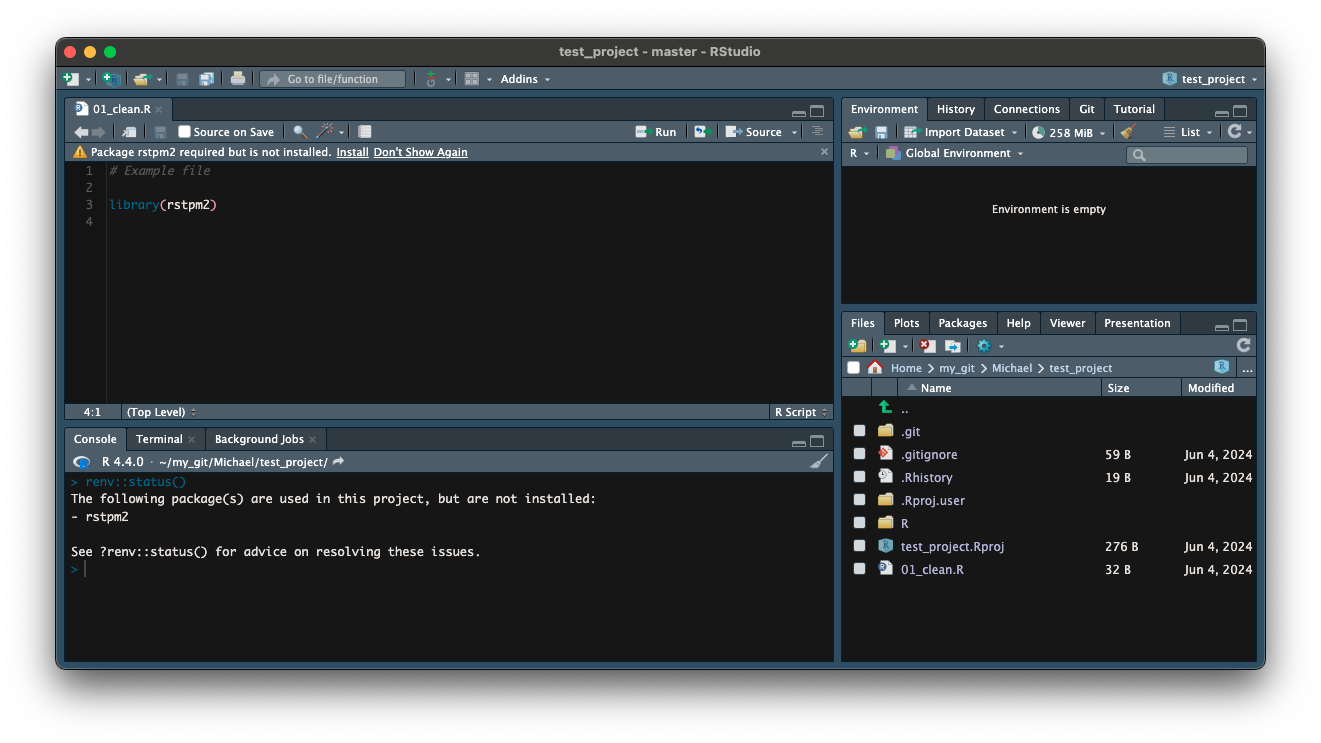 test_project - master - RStudio
Go to file/function
Addins
test_project
01_clean.R
Source on Save
Run
Source
Package rstpm2 required but is not installed. Install Don't Show Again
1 # Example file
2
3 library(rstpm2)
4
4:1 (Top Level) R Script
Console Terminal Background Jobs
R 4.4.0 · ~/my_git/Michael/test_project/
> renv::status()
The following package(s) are used in this project, but are not installed:
- rstpm2
See ?renv::status() for advice on resolving these issues.
>
Environment History Connections Git Tutorial
Import Dataset 258 MiB List
R Global Environment
Environment is empty
Files Plots Packages Help Viewer Presentation
Home my_git Michael test_project ...
Name Size Modified
..
.git
.gitignore 59 B Jun 4, 2024
.Rhistory 19 B Jun 4, 2024
.Rproj.user
R
test_project.Rproj 276 B Jun 4, 2024
01_clean.R 32 B Jun 4, 2024